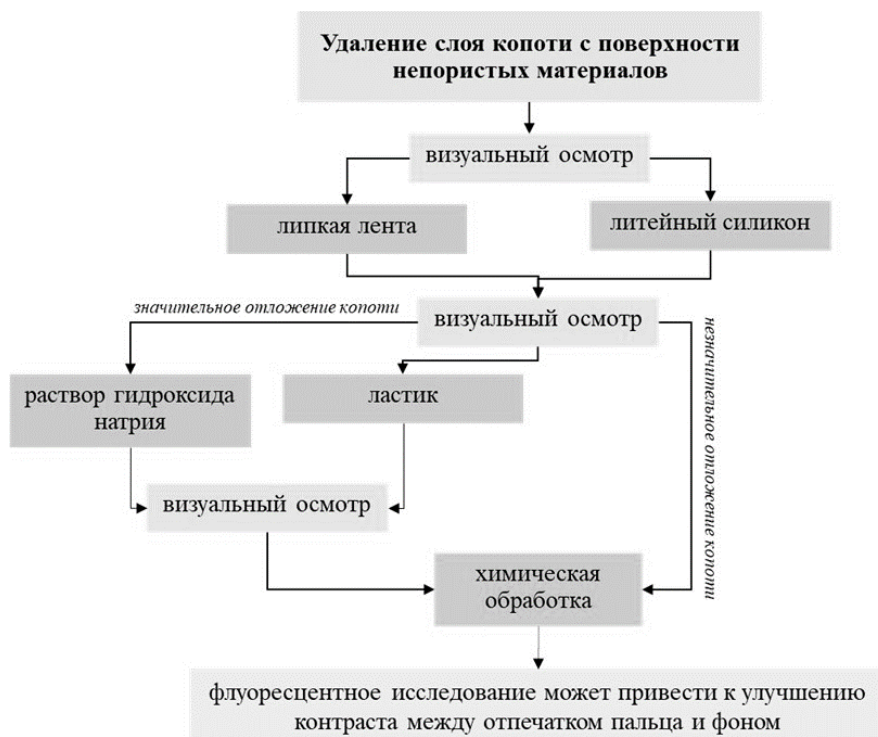 Удаление слоя копоти с поверхности
непористых материалов
визуальный осмотр
липкая лента
литейный силикон
значительное отложение копоти
визуальный осмотр
незначительное отложение копоти
раствор гидроксида
натрия
ластик
визуальный осмотр
химическая
обработка
флуоресцентное исследование может привести к улучшению
контраста между отпечатком пальца и фоном